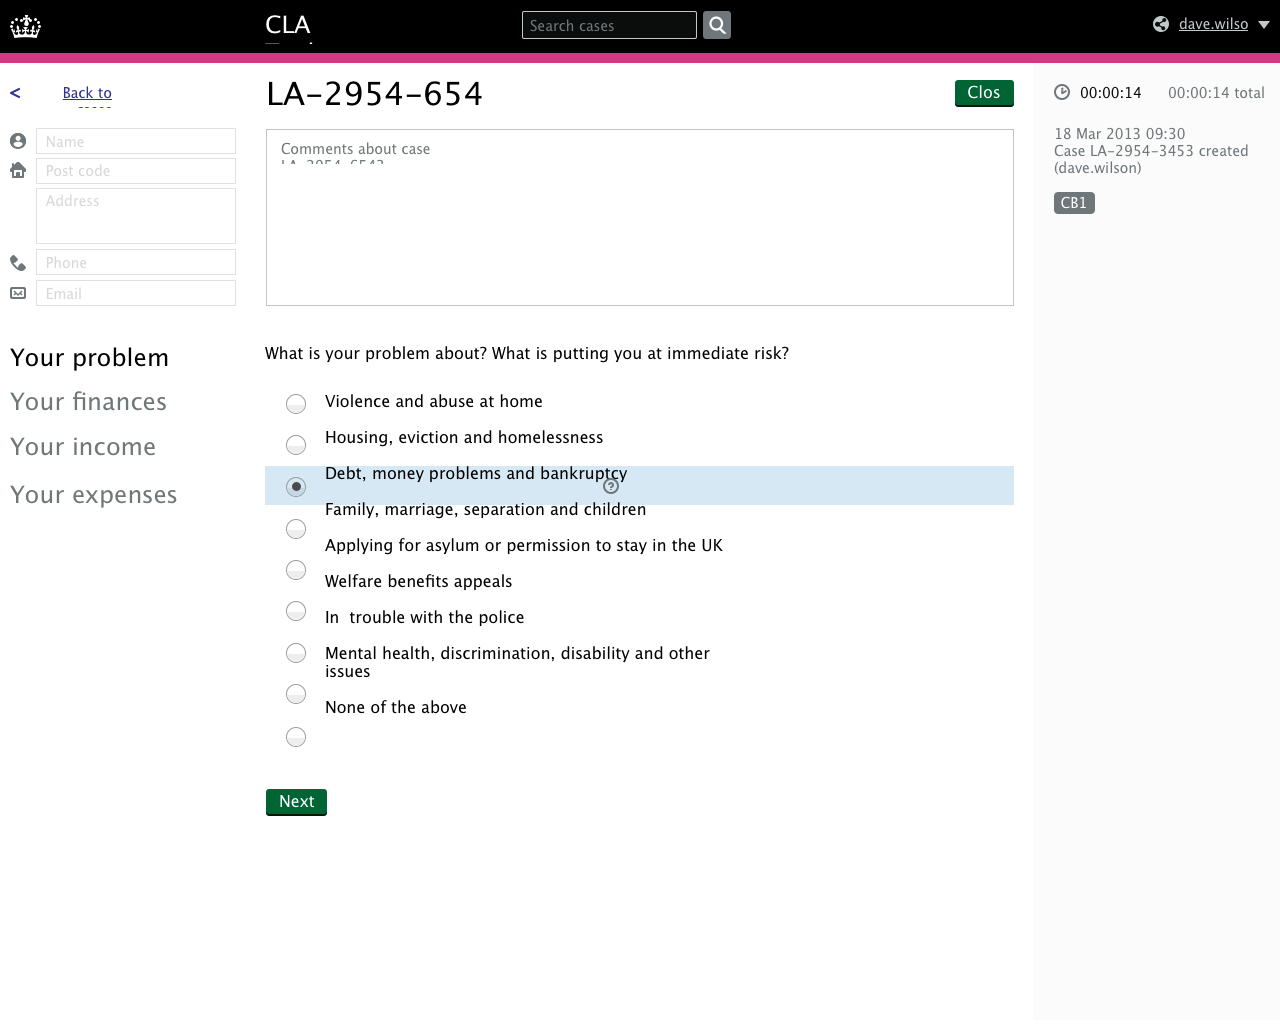 CLA
Search cases
dave.wilso
<
Back to
LA-2954-654
Clos
00:00:14
00:00:14 total
Name
Post code
Address
Phone
Email
Comments about case
18 Mar 2013 09:30
Case LA-2954-3453 created
(dave.wilson)
CB1
Your problem
Your finances
Your income
Your expenses
What is your problem about? What is putting you at immediate risk?
Violence and abuse at home
Housing, eviction and homelessness
Debt, money problems and bankruptcy
?
Family, marriage, separation and children
Applying for asylum or permission to stay in the UK
Welfare benefits appeals
In trouble with the police
Mental health, discrimination, disability and other
issues
None of the above
Next